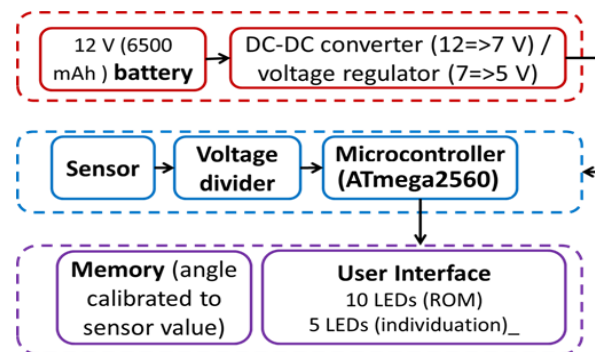 12 V (6500
mAh ) battery
DC-DC converter (12=>7 V) /
voltage regulator (7=>5 V)
Sensor
Voltage
divider
Microcontroller
(ATmega2560)
Memory (angle
calibrated to
sensor value)
User Interface
10 LEDs (ROM)
5 LEDs (individuation)_